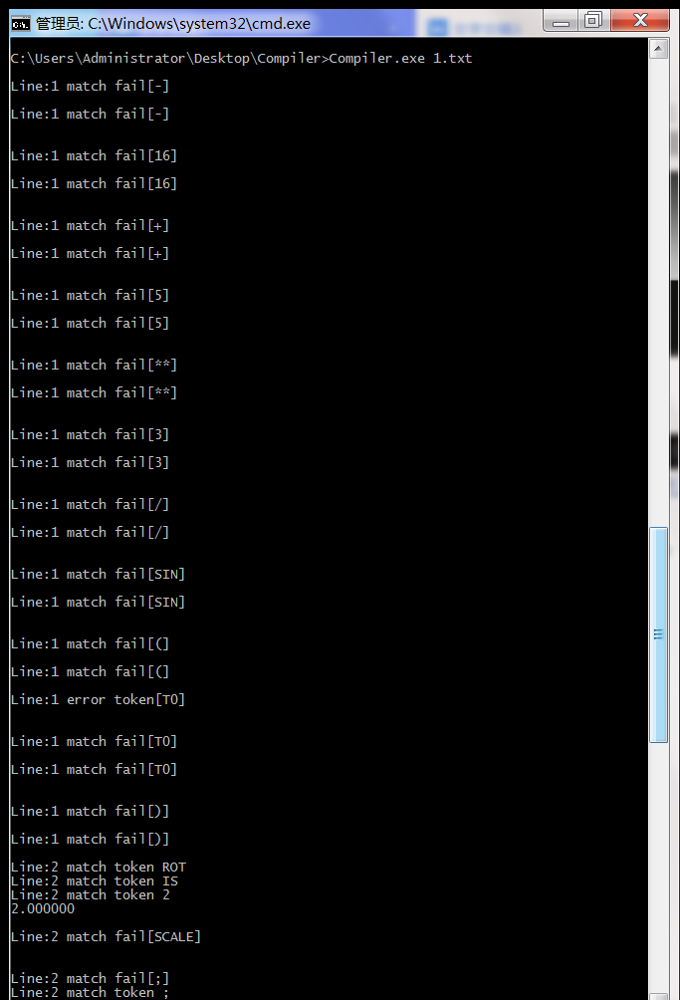 管理员: C:\Windows\system32\cmd.exe
C:\Users\Administrator\Desktop\Compiler>Compiler.exe 1.txt
Line:1 match fail[-]
Line:1 match fail[-]
Line:1 match fail[16]
Line:1 match fail[16]
Line:1 match fail[+]
Line:1 match fail[+]
Line:1 match fail[5]
Line:1 match fail[5]
Line:1 match fail[**]
Line:1 match fail[**]
Line:1 match fail[3]
Line:1 match fail[3]
Line:1 match fail[/]
Line:1 match fail[/]
Line:1 match fail[SIN]
Line:1 match fail[SIN]
Line:1 match fail[(]
Line:1 match fail[(]
Line:1 error token[TO]
Line:1 match fail[TO]
Line:1 match fail[TO]
Line:1 match fail[)]
Line:1 match fail[)]
Line:2 match token ROT
Line:2 match token IS
Line:2 match token 2
2.000000
Line:2 match fail[SCALE]
Line:2 match fail[;]
Line:2 match token ;